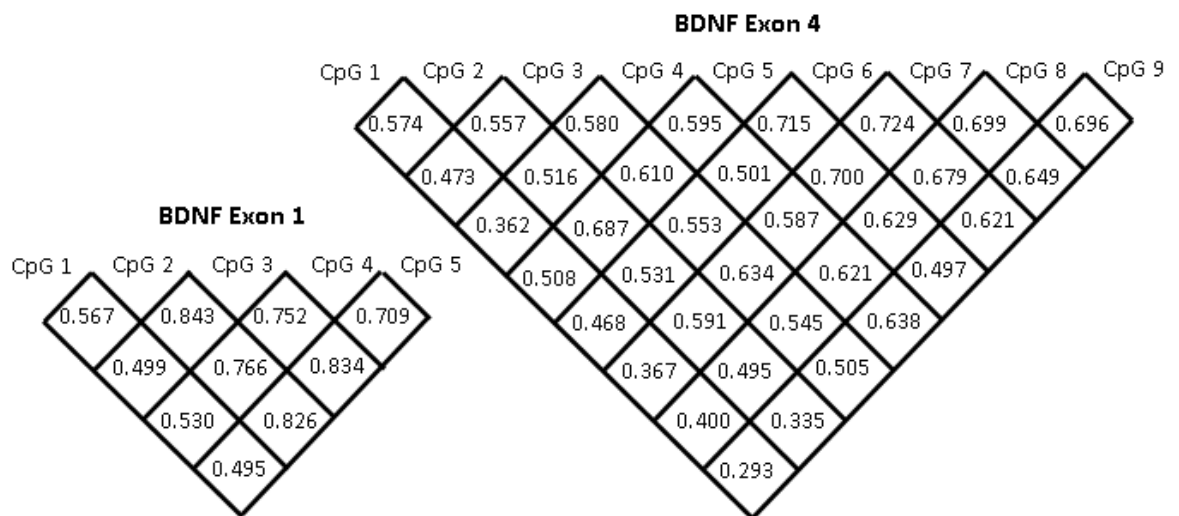 BDNF Exon 4
CpG 1 CpG 2 CpG 3 CpG 4 CpG 5 CpG 6 CpG 7 CpG 8 CpG 9
0.574 0.557 0.580 0.595 0.715 0.724 0.699 0.696
0.473 0.516 0.610 0.501 0.700 0.679 0.649
0.362 0.687 0.553 0.587 0.629 0.621
0.508 0.531 0.634 0.621 0.497
0.468 0.591 0.545 0.638
0.367 0.495 0.505
0.400 0.335
0.293
BDNF Exon 1
CpG 1 CpG 2 CpG 3 CpG 4 CpG 5
0.567 0.843 0.752 0.709
0.499 0.766 0.834
0.530 0.826
0.495